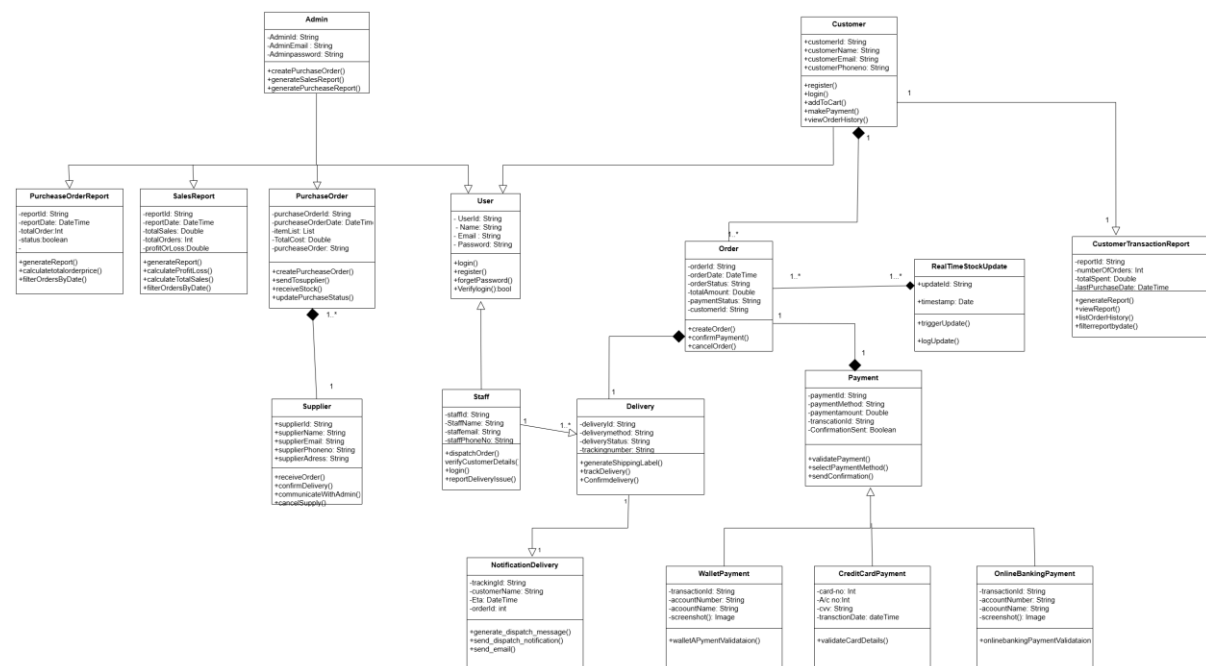 Admin
-AdminId: String
-AdminEmail : String
-Adminpassword: String
+createPurchaseOrder()
+generateSalesReport()
+generatePurcheaseReport()
Customer
+customerId: String
+customerName: String
+customerEmail: String
+customerPhoneno: String
+register()
+login()
+addToCart()
+makePayment()
+viewOrderHistory()
1
1
PurcheaseOrderReport
-reportId: String
-reportDate: DateTime
-totalOrder:Int
-status:boolean
-
+generateReport()
+calculatetotalorderprice()
+filterOrdersByDate()
SalesReport
-reportId: String
-reportDate: DateTime
-totalSales: Double
-totalOrders: Int
-profitOrLoss:Double
+generateReport()
+calculateProfitLoss()
+calculateTotalSales()
+filterOrdersByDate()
PurchaseOrder
-purchaseOrderId: String
-purcheaseOrderDate: DateTime
-itemList: List
-TotalCost: Double
-purcheaseOrder: String
+createPurcheaseOrder()
+sendTosupplier()
+receiveStock()
+updatePurchaseStatus()
1..*
1
User
- UserId: String
- Name: String
- Email : String
- Password: String
+login()
+register()
+forgetPassword()
+Verifylogin():bool
1..*
Order
-orderId: String
-orderDate: DateTime
-orderStatus: String
-totalAmount: Double
-paymentStatus: String
-customerId: String
+createOrder()
+confirmPayment()
+cancelOrder()
1..*
1..*
1
1
1
RealTimeStockUpdate
+updateId: String
+timestamp: Date
+triggerUpdate()
+logUpdate()
1
CustomerTransactionReport
-reportId: String
-numberOfOrders: Int
-totalSpent: Double
-lastPurchaseDate: DateTime
+generateReport()
+viewReport()
+listOrderHistory()
+filterreportbydate()
Supplier
+supplierId: String
+supplierName: String
+supplierEmail: String
+supplierPhoneno: String
+supplierAdress: String
+receiveOrder()
+confirmDelivery()
+communicateWithAdmin()
+cancelSupply()
Staff
-staffId: String
-StaffName: String
-staffemail: String
-staffPhoneNo: String
+dispatchOrder()
verifyCustomerDetails(
+login()
+reportDeliveryIssue()
1
1..*
Delivery
-deliveryId: String
-deliverymethod: String
-deliveryStatus: String
-trackingnumber: String
+generateShippingLabel()
+trackDelivery()
+Confirmdelivery()
1
1
Payment
-paymentId: String
-paymentMethod: String
-paymentamount: Double
-transcationId: String
-ConfirmationSent: Boolean
+validatePayment()
+selectPaymentMethod()
+sendConfirmation()
NotificationDelivery
-trackingId: String
-customerName: String
-Eta: DateTime
-orderId: int
+generate_dispatch_message()
+send_dispatch_notification()
+send_email()
WalletPayment
-transactionId: String
-accountNumber: String
-acoountName: String
-screenshot(): Image
+walletAPymentValidataion()
CreditCardPayment
-card-no: Int
-A/c no:Int
-cvv: String
-transctionDate: dateTime
+validateCardDetails()
OnlineBankingPayment
-transactionId: String
-accountNumber: String
-acoountName: String
-screenshot(): Image
+onlinebankingPaymentValidataion